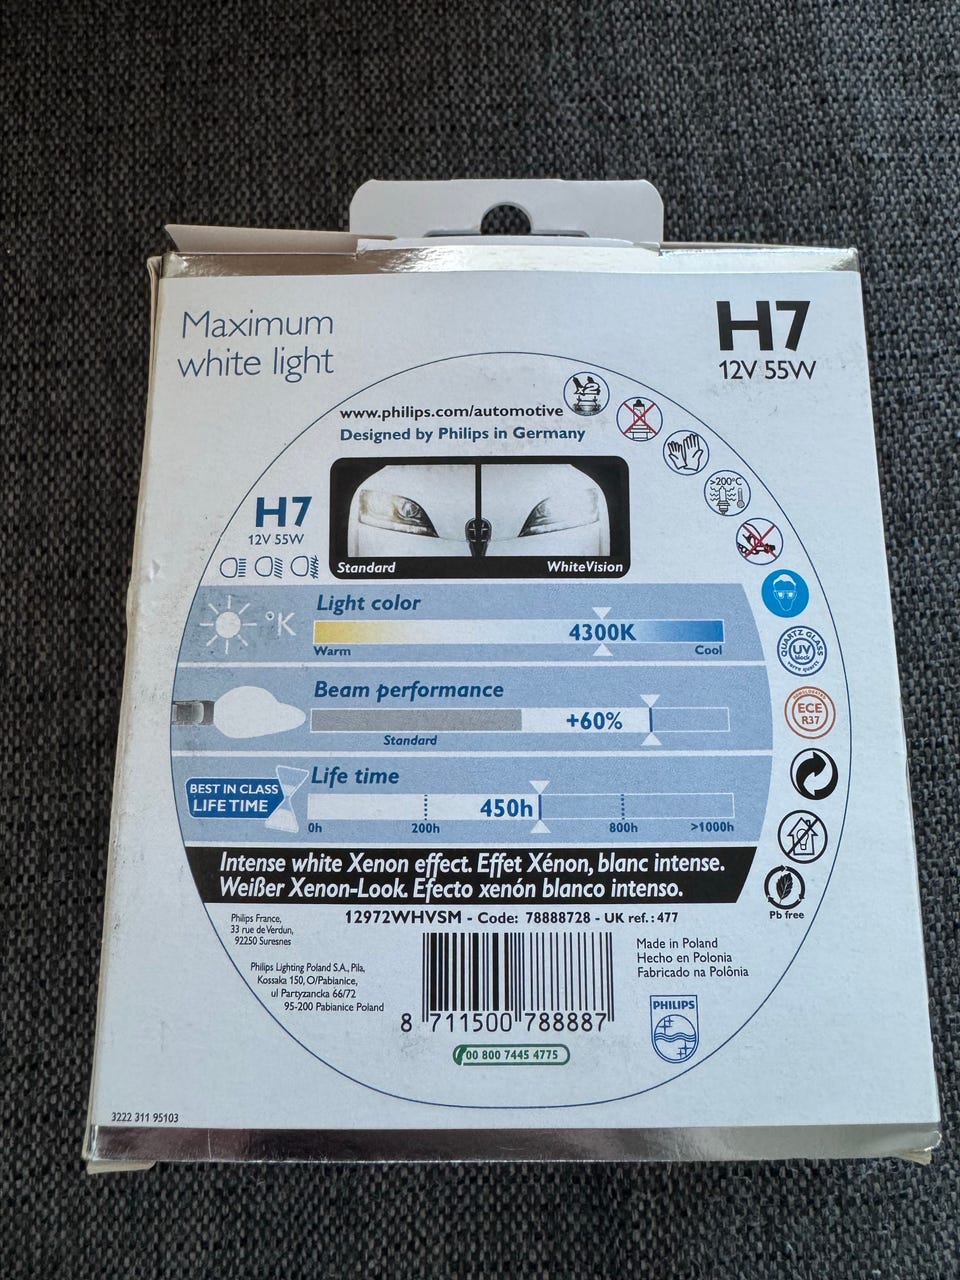 Maximum
white light
H7
12V 55W
www.philips.com/automotive
Designed by Philips in Germany
>200°C
H7
12V 55W
Standard
WhiteVision
Light color
°K
4300K
Warm
Cool
QUARTZ GLASS
UV
block
verre quartz
Beam performance
+60%
Standard
ECE
R37
BEST IN CLASS
LIFE TIME
Life time
450h
0h
200h
800h
>1000h
Intense white Xenon effect. Effet Xénon, blanc intense.
Weißer Xenon-Look. Efecto xenón blanco intenso.
Pb free
12972WHVSM - Code: 78888728 - UK ref.: 477
Philips France,
33 rue de Verdun,
92250 Suresnes
Philips Lighting Poland S.A., Pila,
Kossaka 150, O/Pabianice,
ul Partyzancka 66/72
95-200 Pabianice Poland
Made in Poland
Hecho en Polonia
Fabricado na Polônia
8 711500 788887
PHILIPS
00 800 7445 4775
3222 311 95103